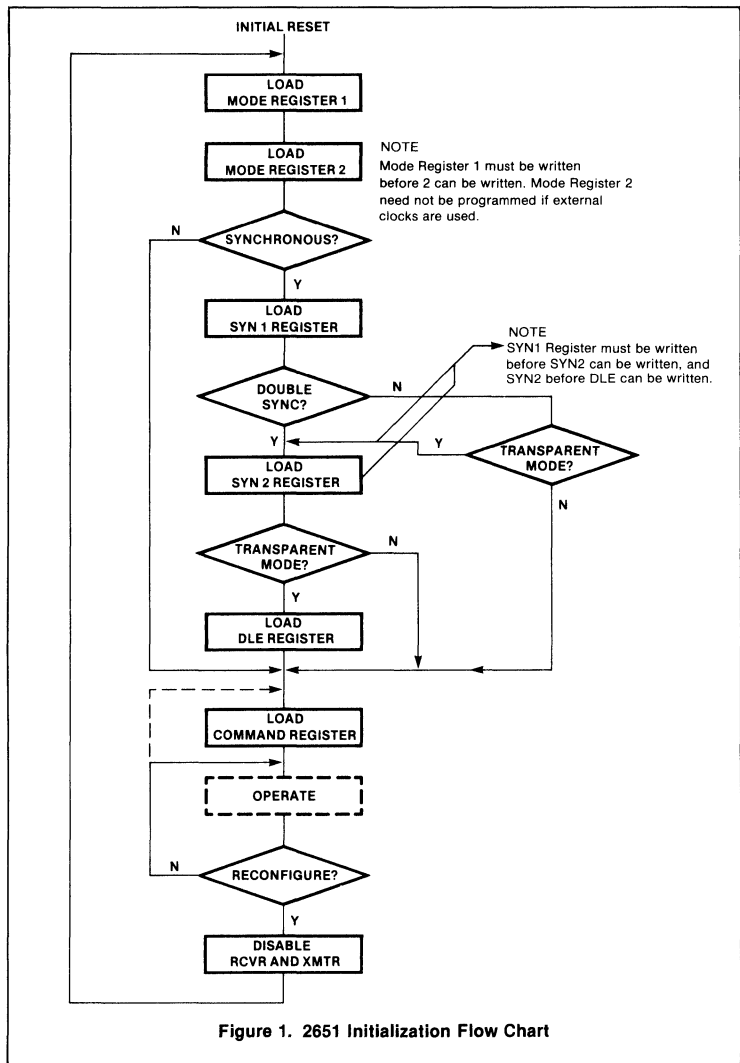 INITIAL RESET
LOAD
MODE REGISTER 1
LOAD
MODE REGISTER 2
NOTE
Mode Register 1 must be written
before 2 can be written. Mode Register 2
need not be programmed if external
clocks are used.
N
SYNCHRONOUS?
Y
LOAD
SYN 1 REGISTER
NOTE
SYN1 Register must be written
before SYN2 can be written, and
SYN2 before DLE can be written.
DOUBLE
SYNC?
N
Y
Y
TRANSPARENT
MODE?
LOAD
SYN 2 REGISTER
N
TRANSPARENT
MODE?
N
Y
LOAD
DLE REGISTER
LOAD
COMMAND REGISTER
OPERATE
N
RECONFIGURE?
Y
DISABLE
RCVR AND XMTR
Figure 1. 2651 Initialization Flow Chart